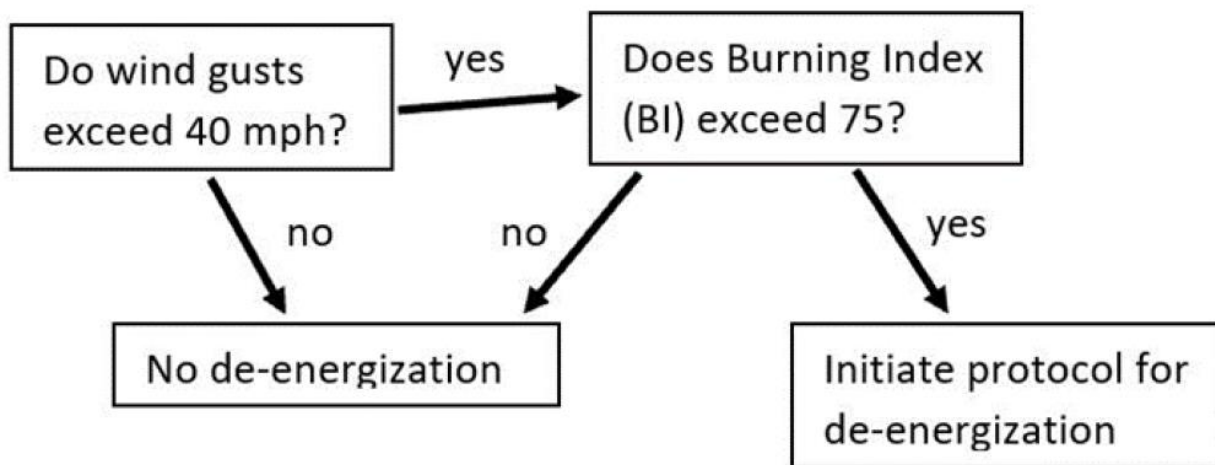 Do wind gusts
exceed 40 mph?
yes
Does Burning Index
(BI) exceed 75?
no
no
yes
No de-energization
Initiate protocol for
de-energization